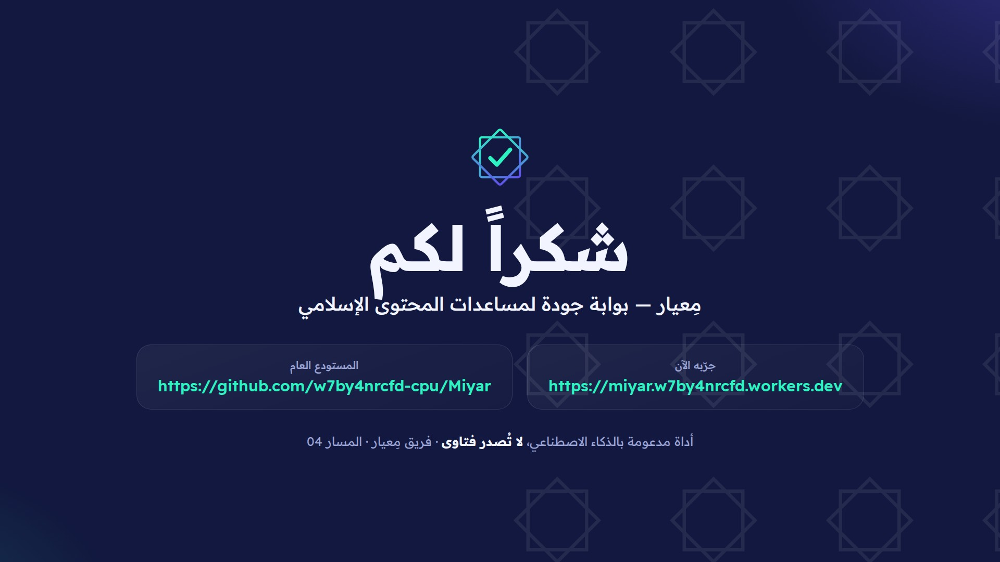 شكراً لكم
مِعيار — بوابة جودة لمساعدات المحتوى الإسلامي
جرّبه الآن
https://miyar.w7by4nrcfd.workers.dev
المستودع العام
https://github.com/w7by4nrcfd-cpu/Miyar
أداة مدعومة بالذكاء الاصطناعي، لا تُصدر فتاوى · فريق مِعيار · المسار 04